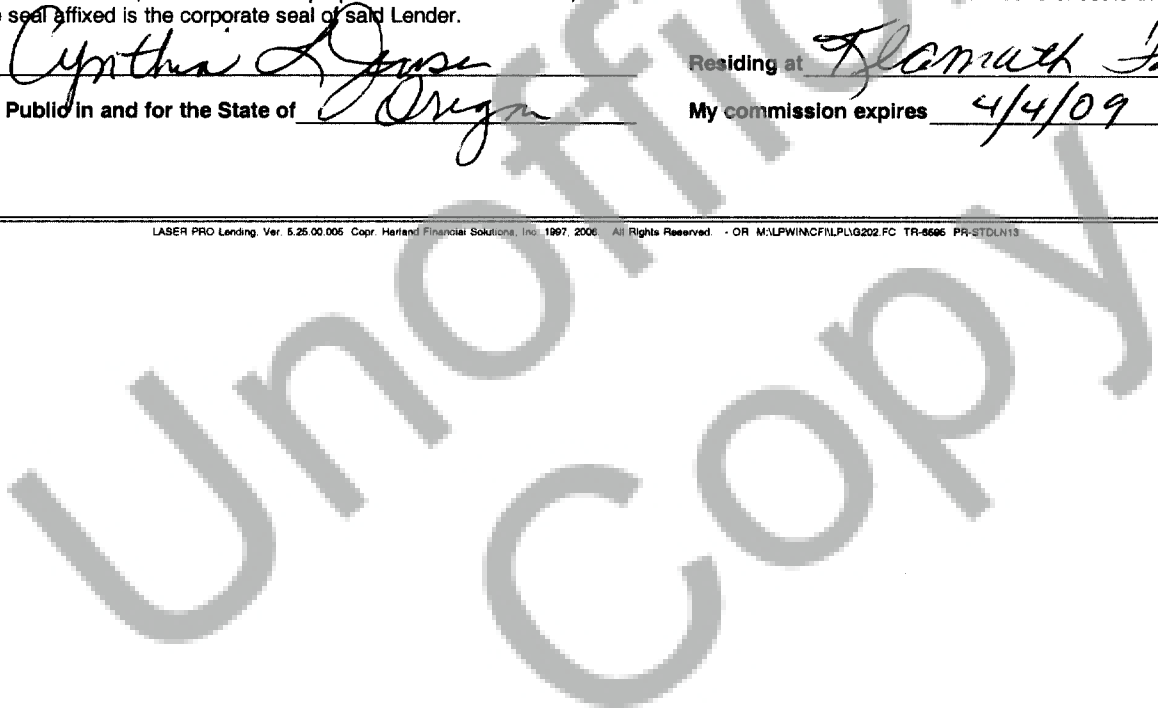 seal affixed is the corporate seal of said Lender.
Cynthia L Residing at Klamath
Public in and for the State of Oregon My commission expires 4/4/09
LASER PRO Lending, Ver. 5.25.00.005 Copr. Harland Financial Solutions, Inc. 1997, 2006. All Rights Reserved. - OR M:\LPWIN\CFI\LPL\G202.FC TR-6595 PR-STDLN13
Unoffic
Copy